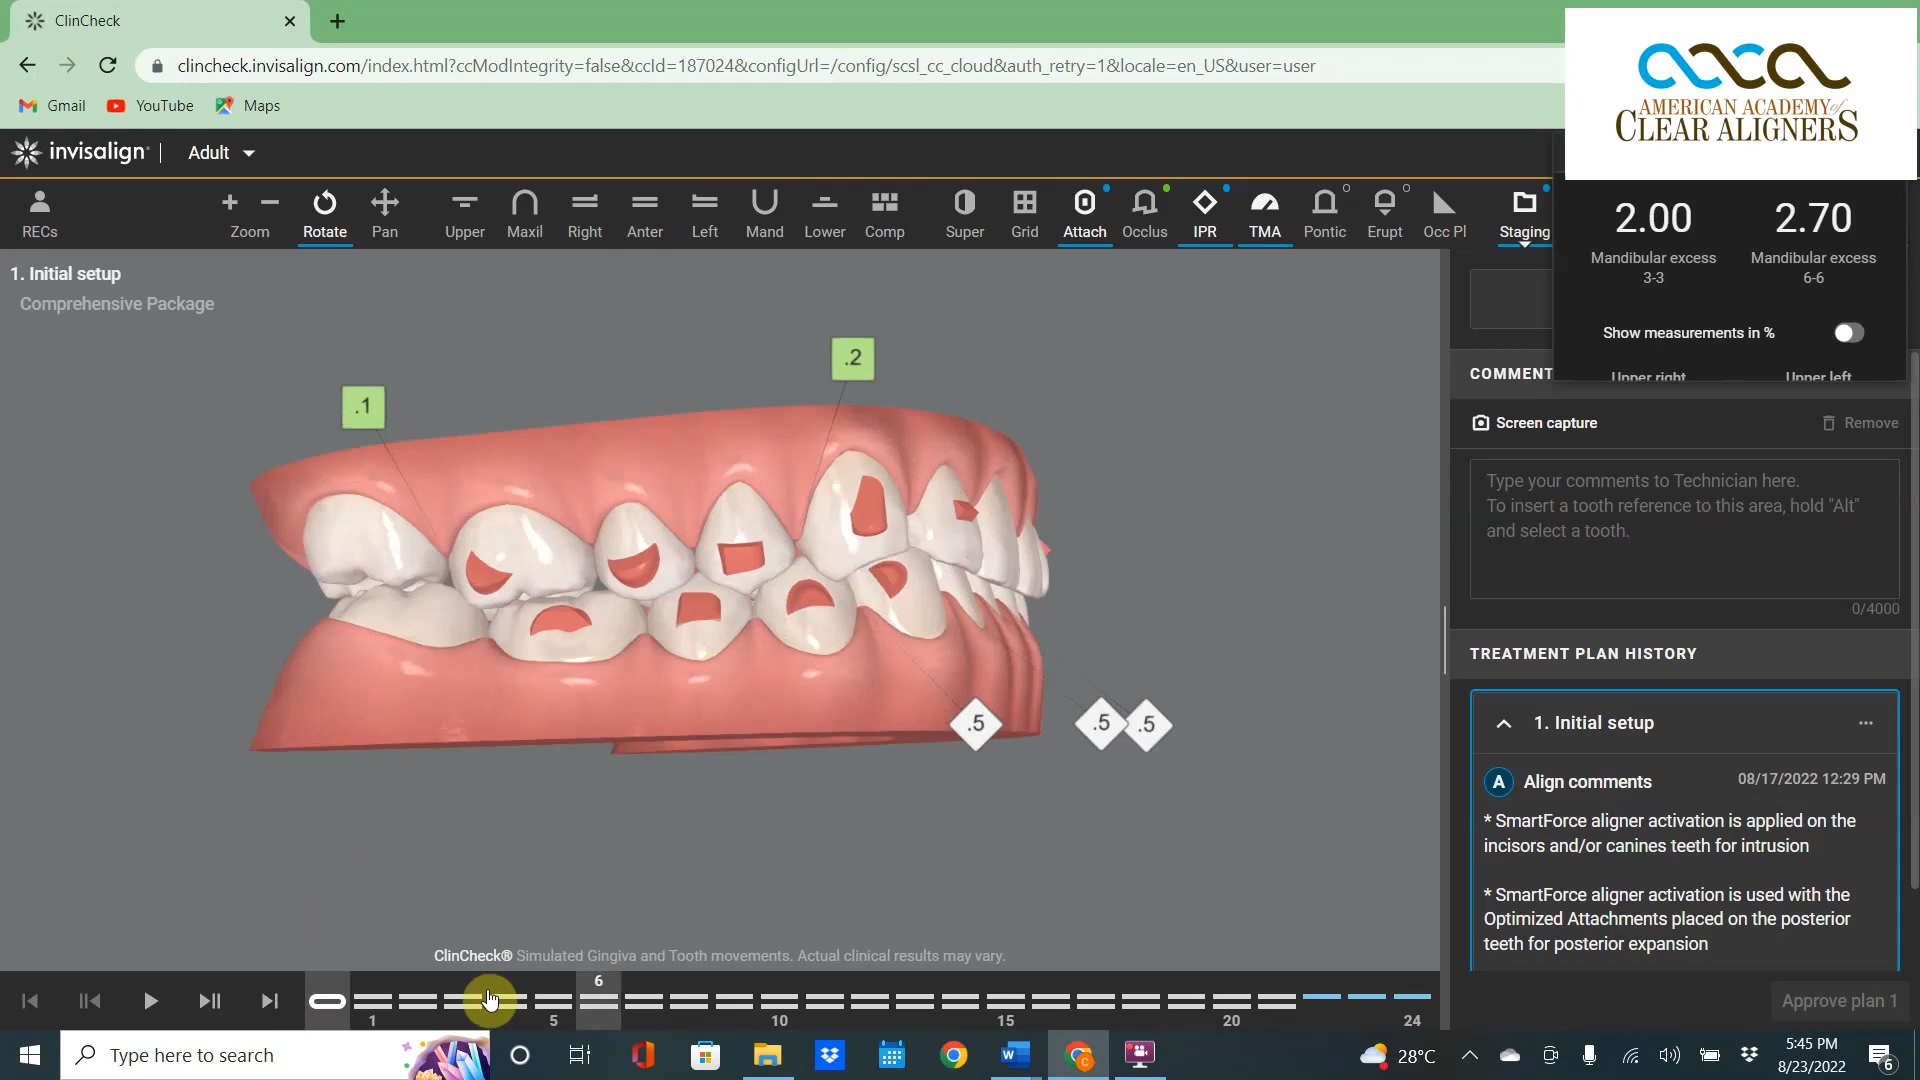 ClinCheck
clincheck.invisalign.com/index.html?ccModIntegrity=false&ccId=187024&configUrl=/config/scsl_cc_cloud&auth_retry=1&locale=en_US&user=user
Gmail
YouTube
Maps
AMERICAN ACADEMY of
CLEAR ALIGNERS
invisalign
Adult
RECs
Zoom
Rotate
Pan
Upper
Maxil
Right
Anter
Left
Mand
Lower
Comp
Super
Grid
Attach
Occlus
IPR
TMA
Pontic
Erupt
Occ Pl
Staging
2.00
2.70
Mandibular excess
3-3
Mandibular excess
6-6
Show measurements in %
Upper right
Upper left
1. Initial setup
Comprehensive Package
.1
.2
.5
.5
.5
COMMENT
Screen capture
Remove
Type your comments to Technician here.
To insert a tooth reference to this area, hold "Alt"
and select a tooth.
0/4000
TREATMENT PLAN HISTORY
1. Initial setup
A
Align comments
08/17/2022 12:29 PM
* SmartForce aligner activation is applied on the
incisors and/or canines teeth for intrusion
* SmartForce aligner activation is used with the
Optimized Attachments placed on the posterior
teeth for posterior expansion
ClinCheck® Simulated Gingiva and Tooth movements. Actual clinical results may vary.
6
1
5
10
15
20
24
Approve plan 1
Type here to search
28°C
5:45 PM
8/23/2022
6